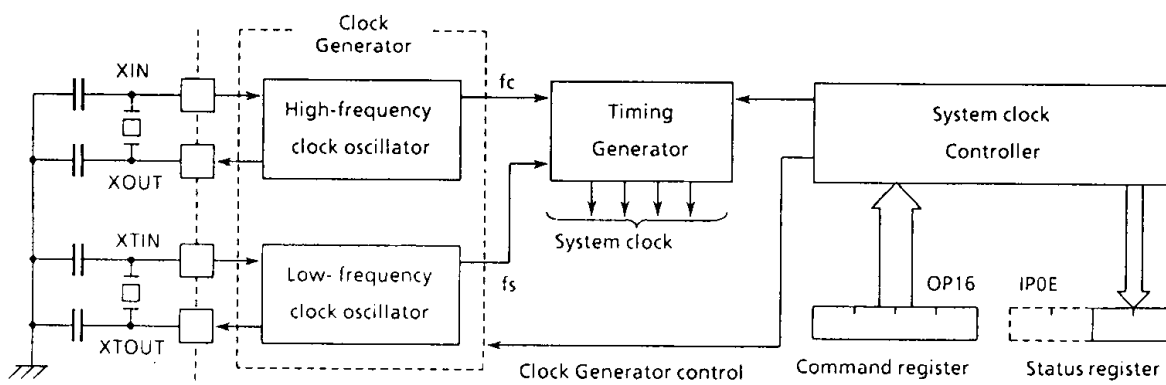 Clock
Generator
XIN
High-frequency
clock oscillator
XOUT
fc
Timing
Generator
System clock
System clock
Controller
XTIN
Low- frequency
clock oscillator
XTOUT
fs
OP16
IP0E
Clock Generator control
Command register
Status register